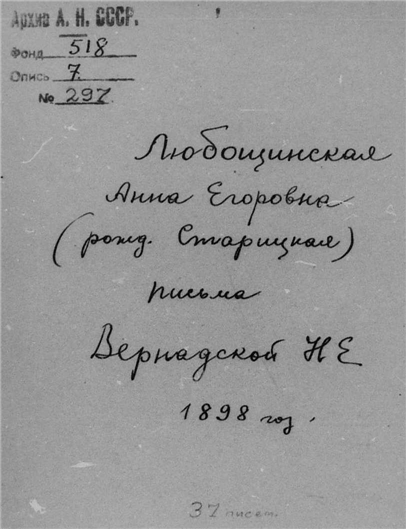 Архив А. Н. СССР.
Фонд 518
Опись 7.
№ 297.
Любощинская
Анна Егоровна
(рожд. Старицкая)
письма
Вернадской Н Е
1898 год.
37 писем.